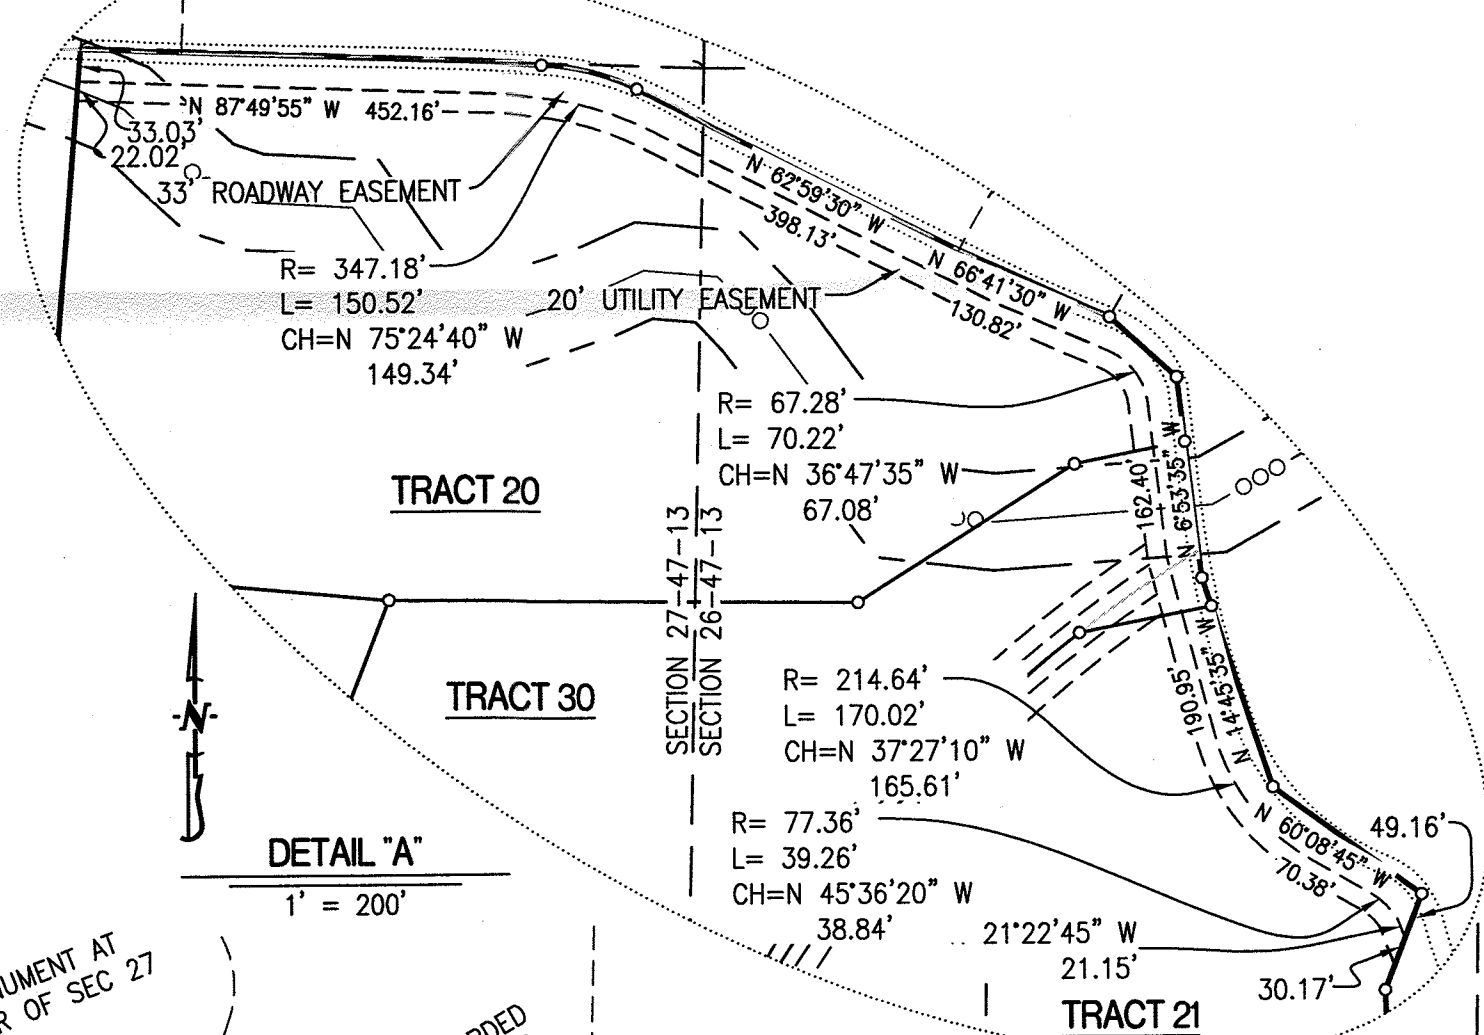 N 87°49'55" W 452.16'
33.03'
22.02'
33' ROADWAY EASEMENT
N 62°59'30" W
398.13'
N 66°41'30" W
130.82'
R= 347.18'
L= 150.52'
CH=N 75°24'40" W
149.34'
20' UTILITY EASEMENT
R= 67.28'
L= 70.22'
CH=N 36°47'35" W
67.08'
N 6°53'35" W
162.40'
TRACT 20
SECTION 27-47-13
SECTION 26-47-13
TRACT 30
N
R= 214.64'
L= 170.02'
CH=N 37°27'10" W
165.61'
N 14°45'35" W
190.95'
R= 77.36'
L= 39.26'
CH=N 45°36'20" W
38.84'
N 60°08'45" W
70.38'
49.16'
21°22'45" W
21.15'
30.17'
TRACT 21
DETAIL "A"
1' = 200'
NUMENT AT
R OF SEC 27
RDED